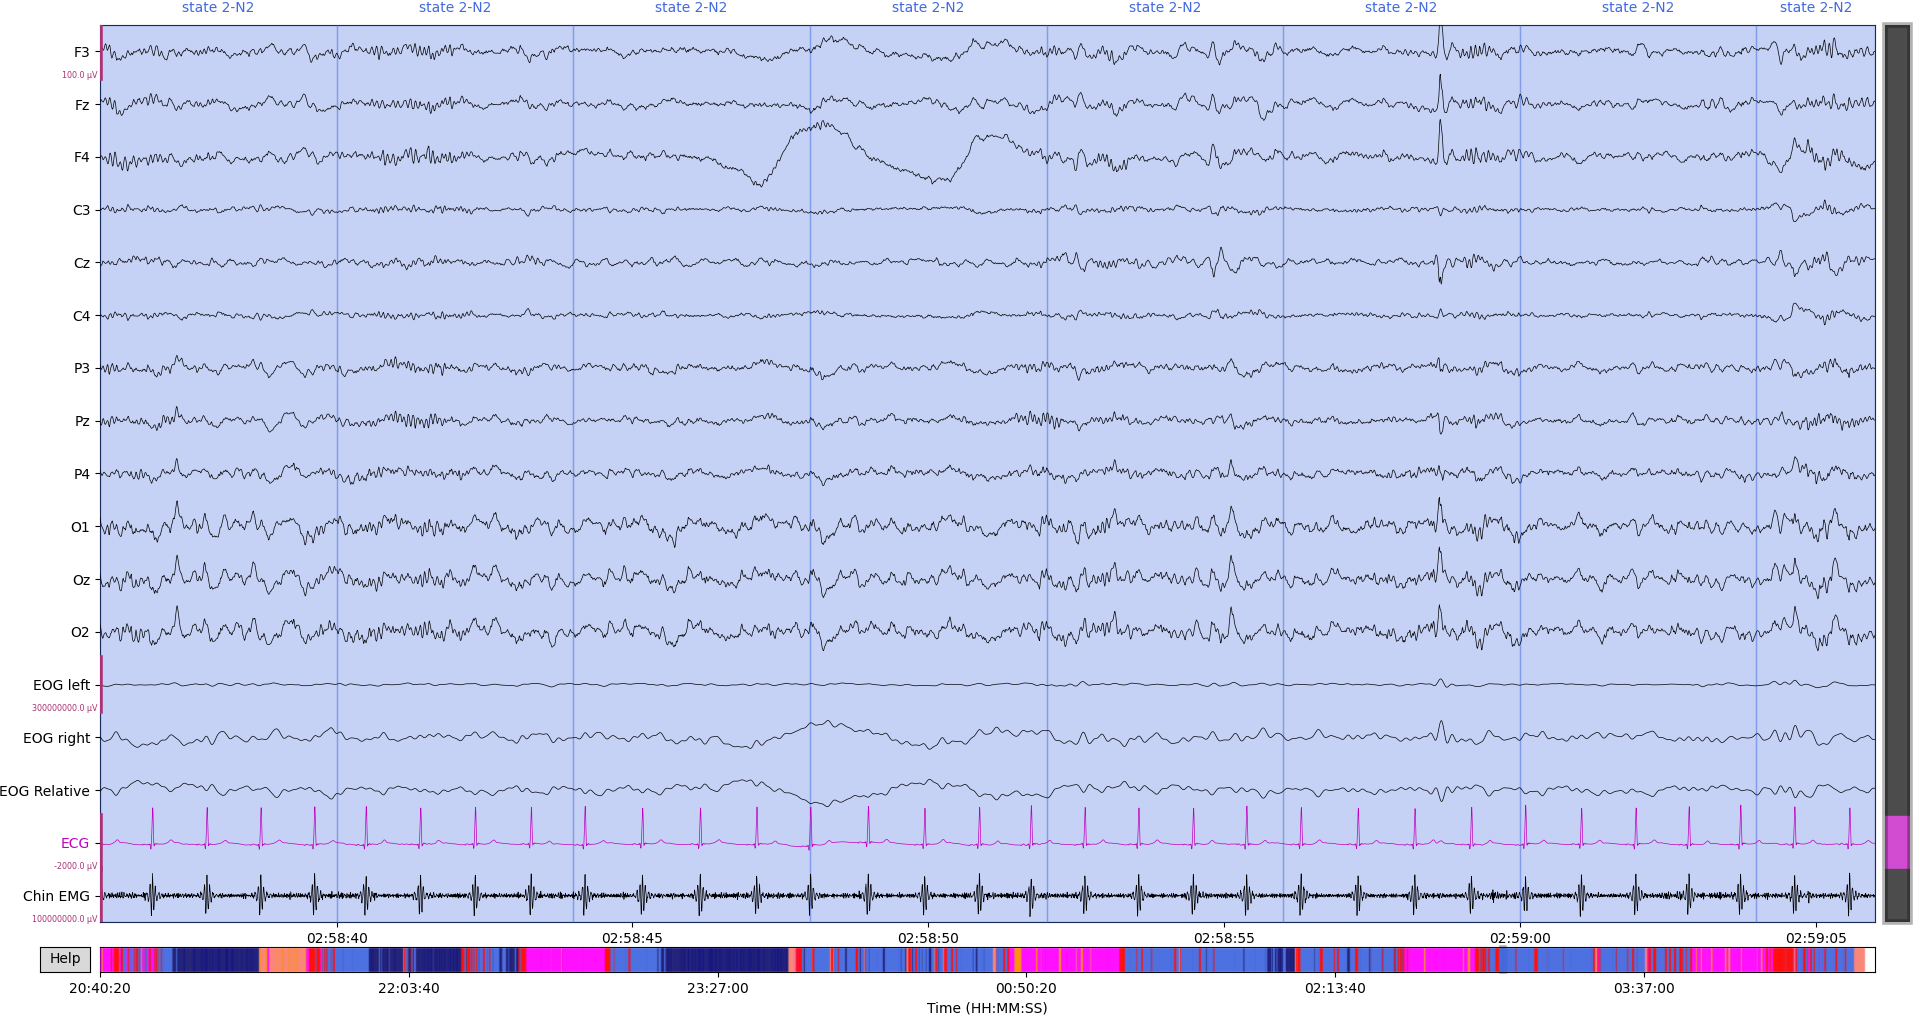 state 2-N2 state 2-N2 state 2-N2 state 2-N2 state 2-N2 state 2-N2 state 2-N2 state 2-N2
F3
100.0 µV
Fz
F4
C3
Cz
C4
P3
Pz
P4
O1
Oz
O2
EOG left
300000000.0 µV
EOG right
EOG Relative
ECG
-2000.0 µV
Chin EMG
100000000.0 µV
02:58:40 02:58:45 02:58:50 02:58:55 02:59:00 02:59:05
Help
20:40:20 22:03:40 23:27:00 00:50:20 02:13:40 03:37:00
Time (HH:MM:SS)